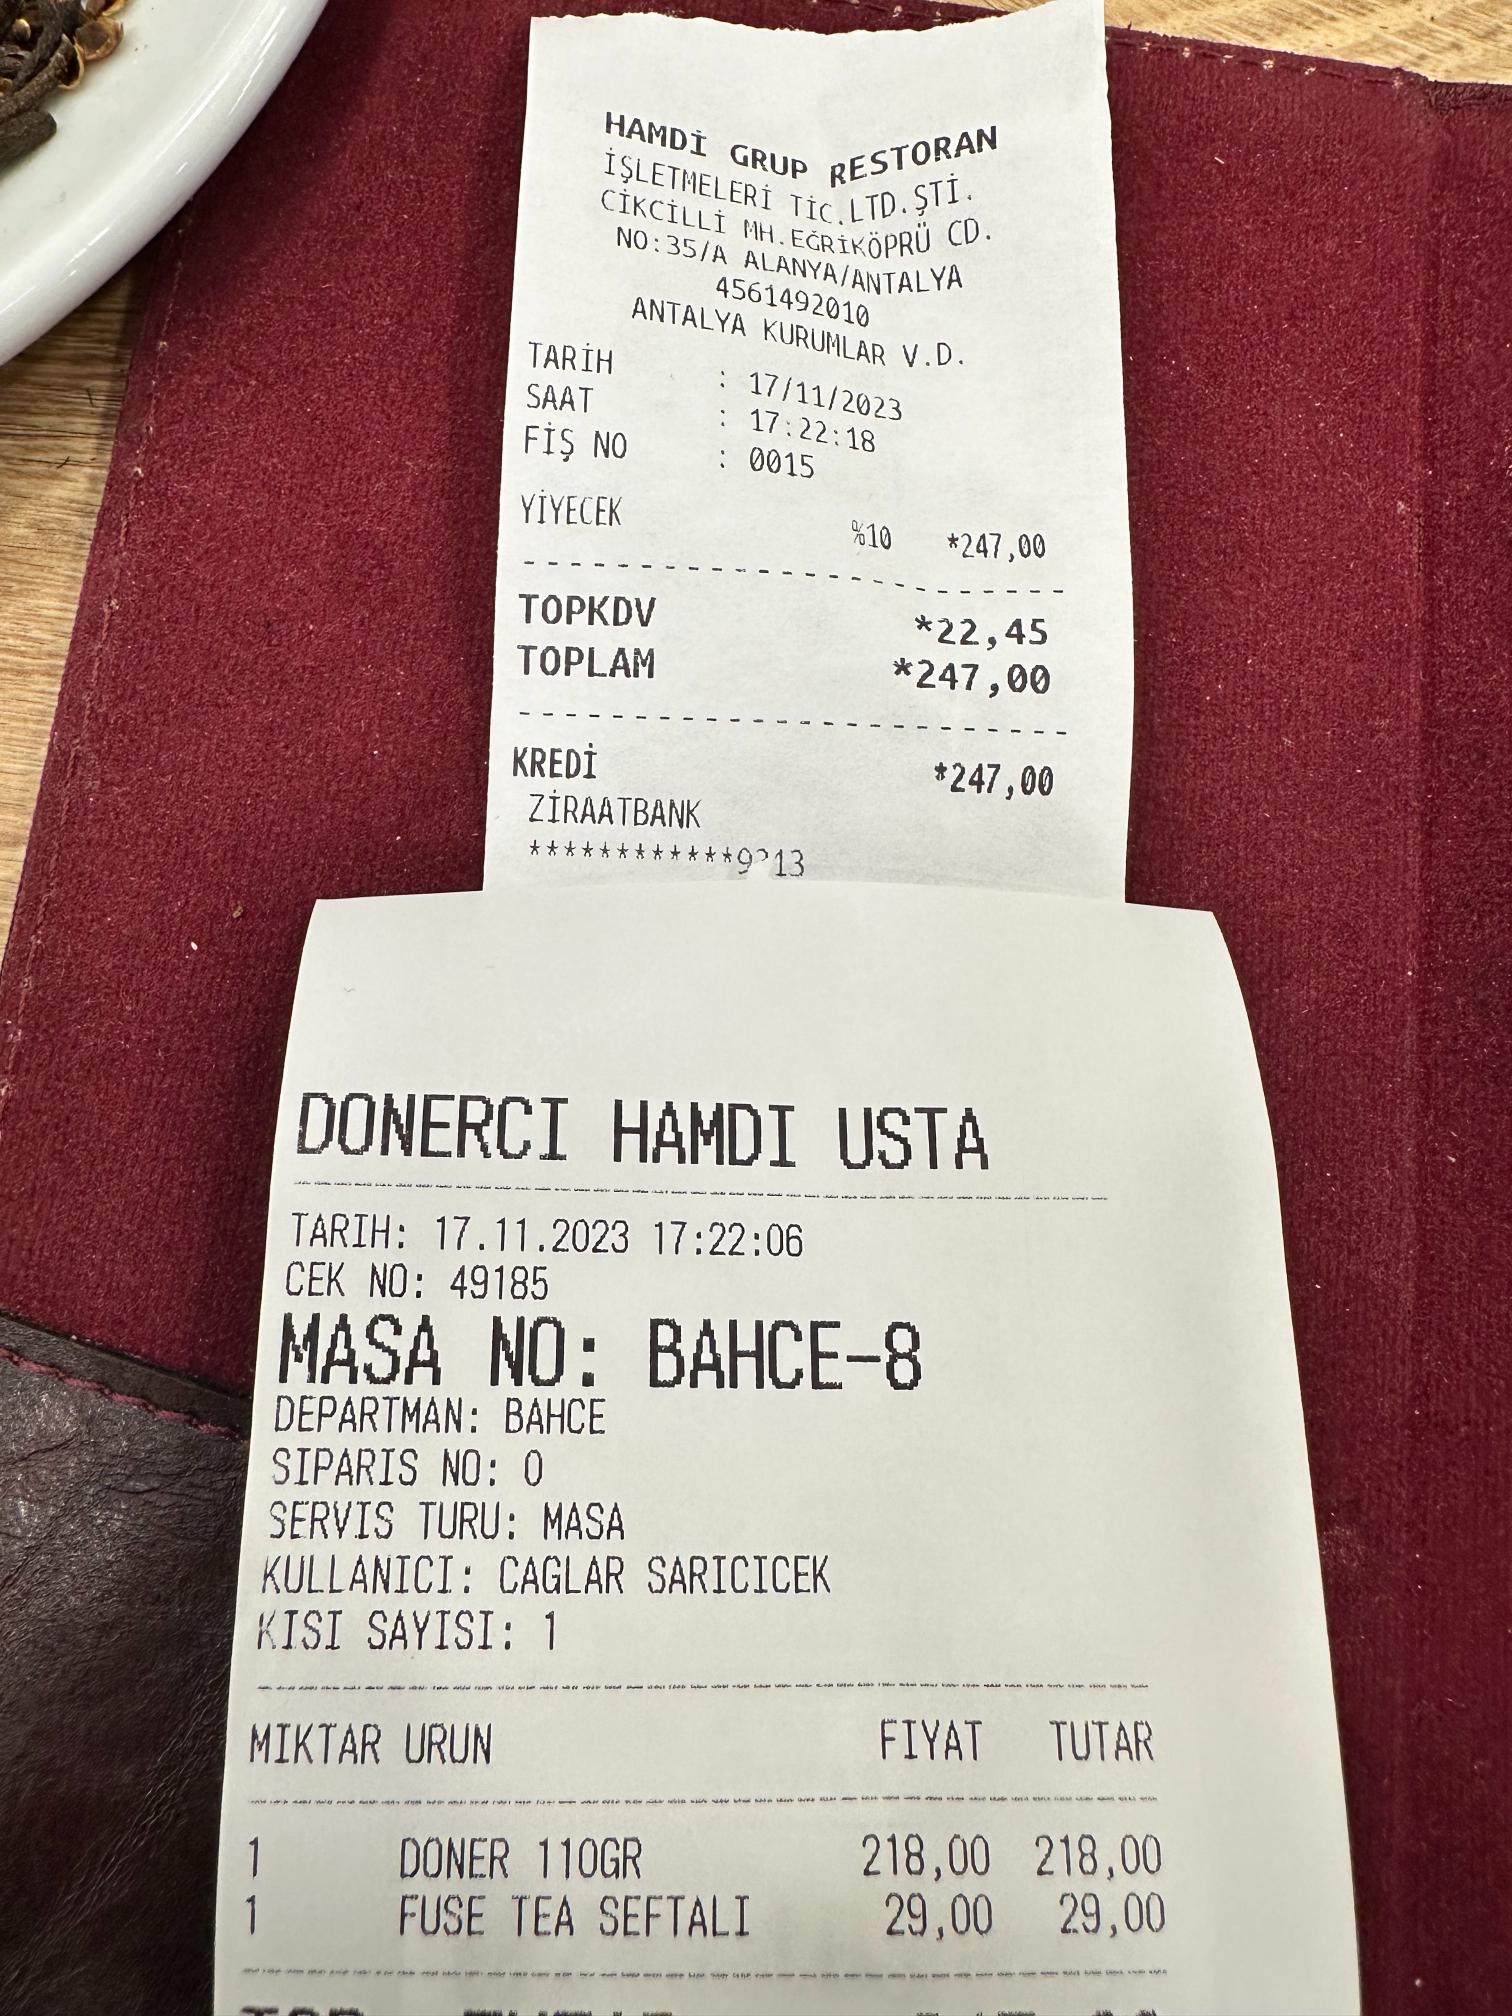 HAMDİ GRUP RESTORAN
İŞLETMELERİ TİC.LTD.ŞTİ.
CİKCİLLİ MH.EĞRİKÖPRÜ CD.
NO:35/A ALANYA/ANTALYA
4561492010
ANTALYA KURUMLAR V.D.
TARİH : 17/11/2023
SAAT : 17:22:18
FİŞ NO : 0015
YİYECEK %10 *247,00
TOPKDV *22,45
TOPLAM *247,00
KREDİ *247,00
ZİRAATBANK
DONERCI HAMDI USTA
TARIH: 17.11.2023 17:22:06
CEK NO: 49185
MASA NO: BAHCE-8
DEPARTMAN: BAHCE
SIPARIS NO: 0
SERVIS TURU: MASA
KULLANICI: CAGLAR SARICICEK
KISI SAYISI: 1
MIKTAR URUN FIYAT TUTAR
1 DONER 110GR 218,00 218,00
1 FUSE TEA SEFTALI 29,00 29,00